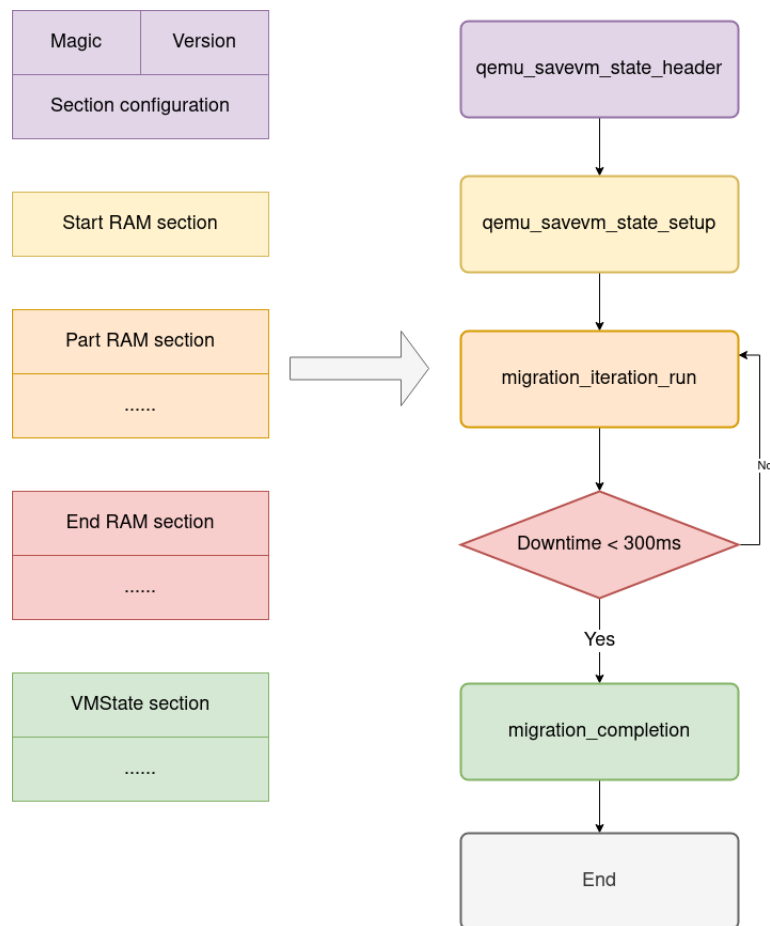 Magic
Version
Section configuration
Start RAM section
Part RAM section
......
End RAM section
......
VMState section
......
qemu_savevm_state_header
qemu_savevm_state_setup
migration_iteration_run
Downtime < 300ms
No
Yes
migration_completion
End